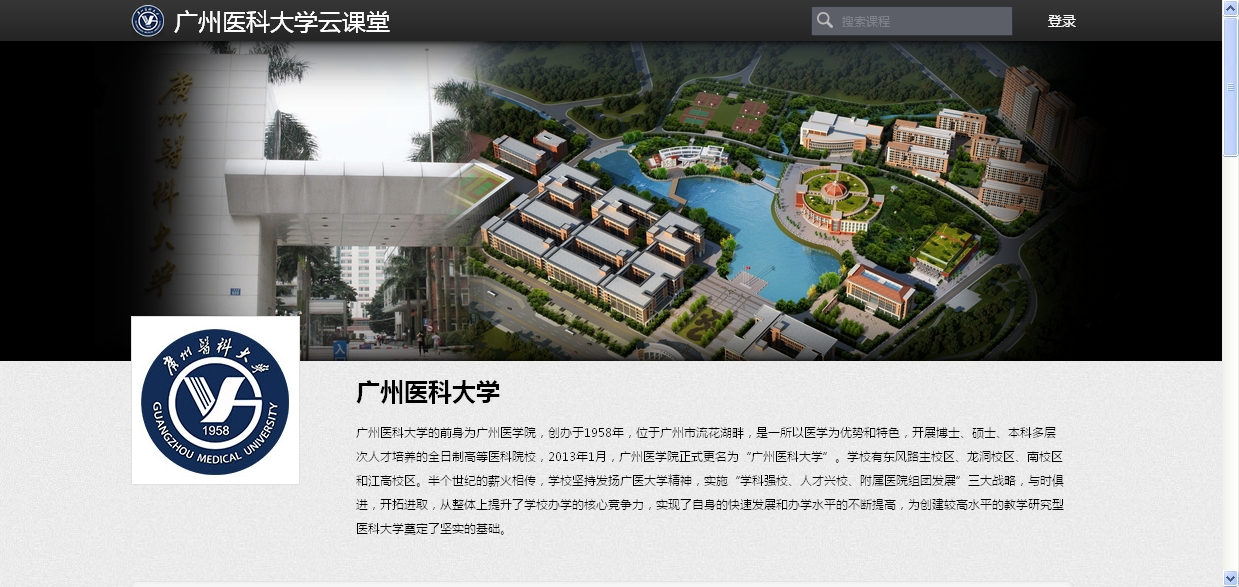 广州医科大学云课堂
搜索课程
登录
广州醫科大学
广州醫科大学
1958
GUANGZHOU MEDICAL UNIVERSITY
广州医科大学
广州医科大学的前身为广州医学院，创办于1958年，位于广州市流花湖畔，是一所以医学为优势和特色，开展博士、硕士、本科多层
次人才培养的全日制高等医科院校，2013年1月，广州医学院正式更名为“广州医科大学”。学校有东风路主校区、龙洞校区、南校区
和江高校区。半个世纪的薪火相传，学校坚持发扬广医大学精神，实施“学科强校、人才兴校、附属医院组团发展”三大战略，与时俱
进，开拓进取，从整体上提升了学校办学的核心竞争力，实现了自身的快速发展和办学水平的不断提高，为创建较高水平的教学研究型
医科大学奠定了坚实的基础。